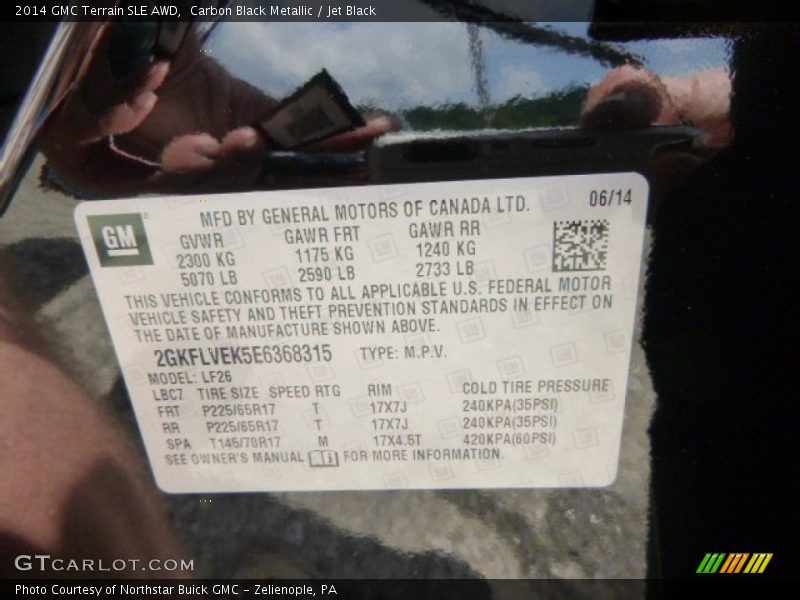 2014 GMC Terrain SLE AWD,  Carbon Black Metallic / Jet Black
06/14
GM
MFD BY GENERAL MOTORS OF CANADA LTD.
GVWR GAWR FRT GAWR RR
2300 KG 1175 KG 1240 KG
5070 LB 2590 LB 2733 LB
THIS VEHICLE CONFORMS TO ALL APPLICABLE U.S. FEDERAL MOTOR
VEHICLE SAFETY AND THEFT PREVENTION STANDARDS IN EFFECT ON
THE DATE OF MANUFACTURE SHOWN ABOVE.
2GKFLVEK5E6368315 TYPE: M.P.V.
MODEL: LF26
LBC7 TIRE SIZE SPEED RTG RIM COLD TIRE PRESSURE
FRT P225/65R17 T 17X7J 240KPA(35PSI)
RR P225/65R17 T 17X7J 240KPA(35PSI)
SPA T145/70R17 M 17X4.5T 420KPA(60PSI)
SEE OWNER'S MANUAL i FOR MORE INFORMATION.
GTCARLOT.COM
Photo Courtesy of Northstar Buick GMC - Zelienople, PA